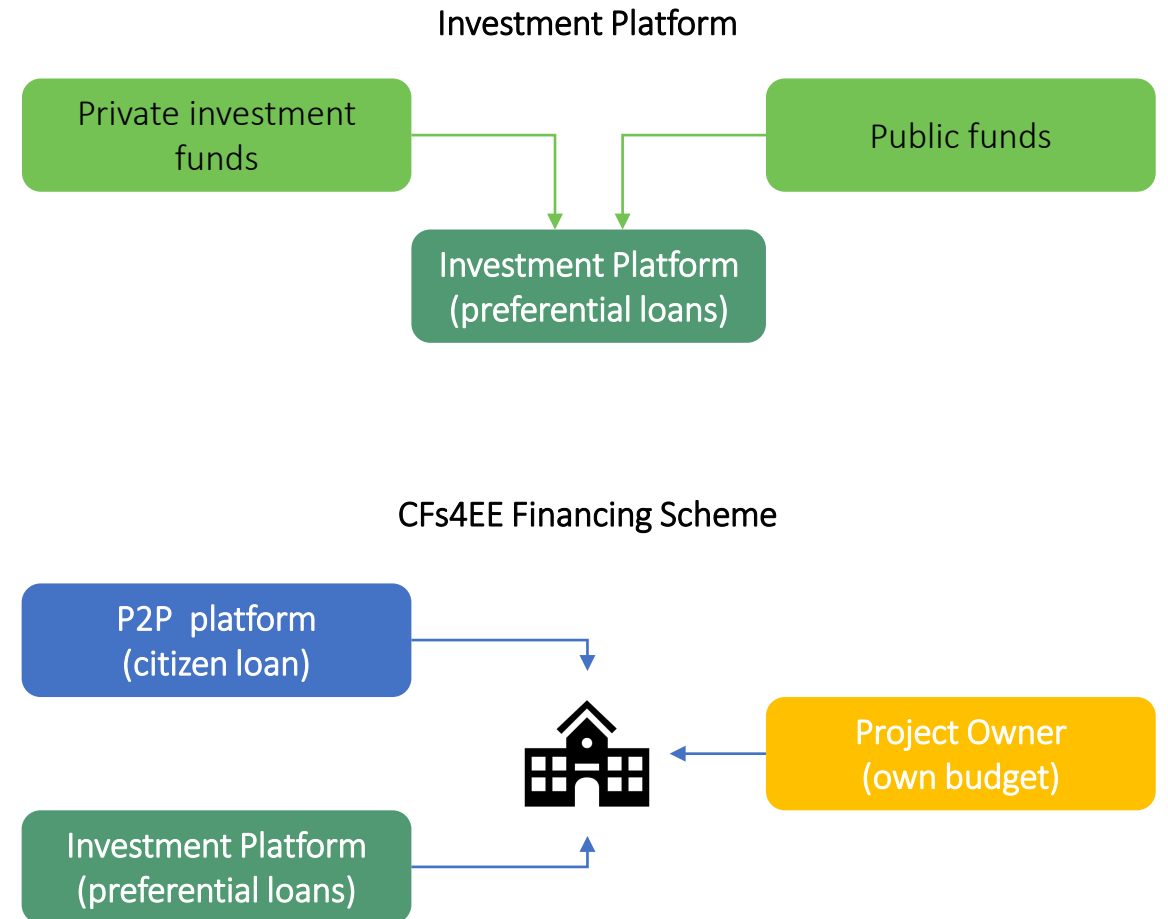 Investment Platform
Private investment
funds
Public funds
Investment Platform
(preferential loans)
CFs4EE Financing Scheme
P2P platform
(citizen loan)
Project Owner
(own budget)
Investment Platform
(preferential loans)